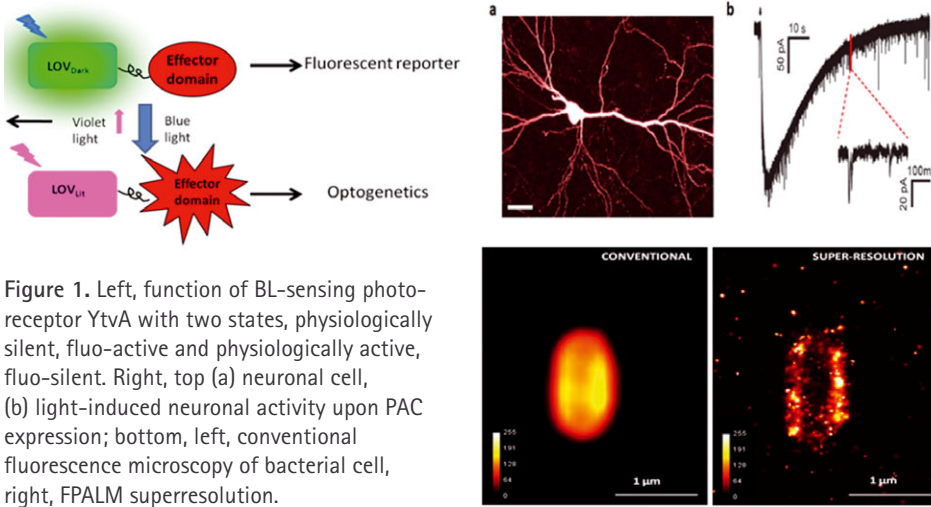 LOVDark
Effector
domain
Fluorescent reporter
Violet
light
Blue
light
LOVLit
Effector
domain
Optogenetics
Figure 1. Left, function of BL-sensing photo-
receptor YtvA with two states, physiologically
silent, fluo-active and physiologically active,
fluo-silent. Right, top (a) neuronal cell,
(b) light-induced neuronal activity upon PAC
expression; bottom, left, conventional
fluorescence microscopy of bacterial cell,
right, FPALM superresolution.
a
b
10 s
50 pA
100m
20 pA
CONVENTIONAL
255
191
128
64
0
1 µm
SUPER-RESOLUTION
255
191
128
64
0
1 µm